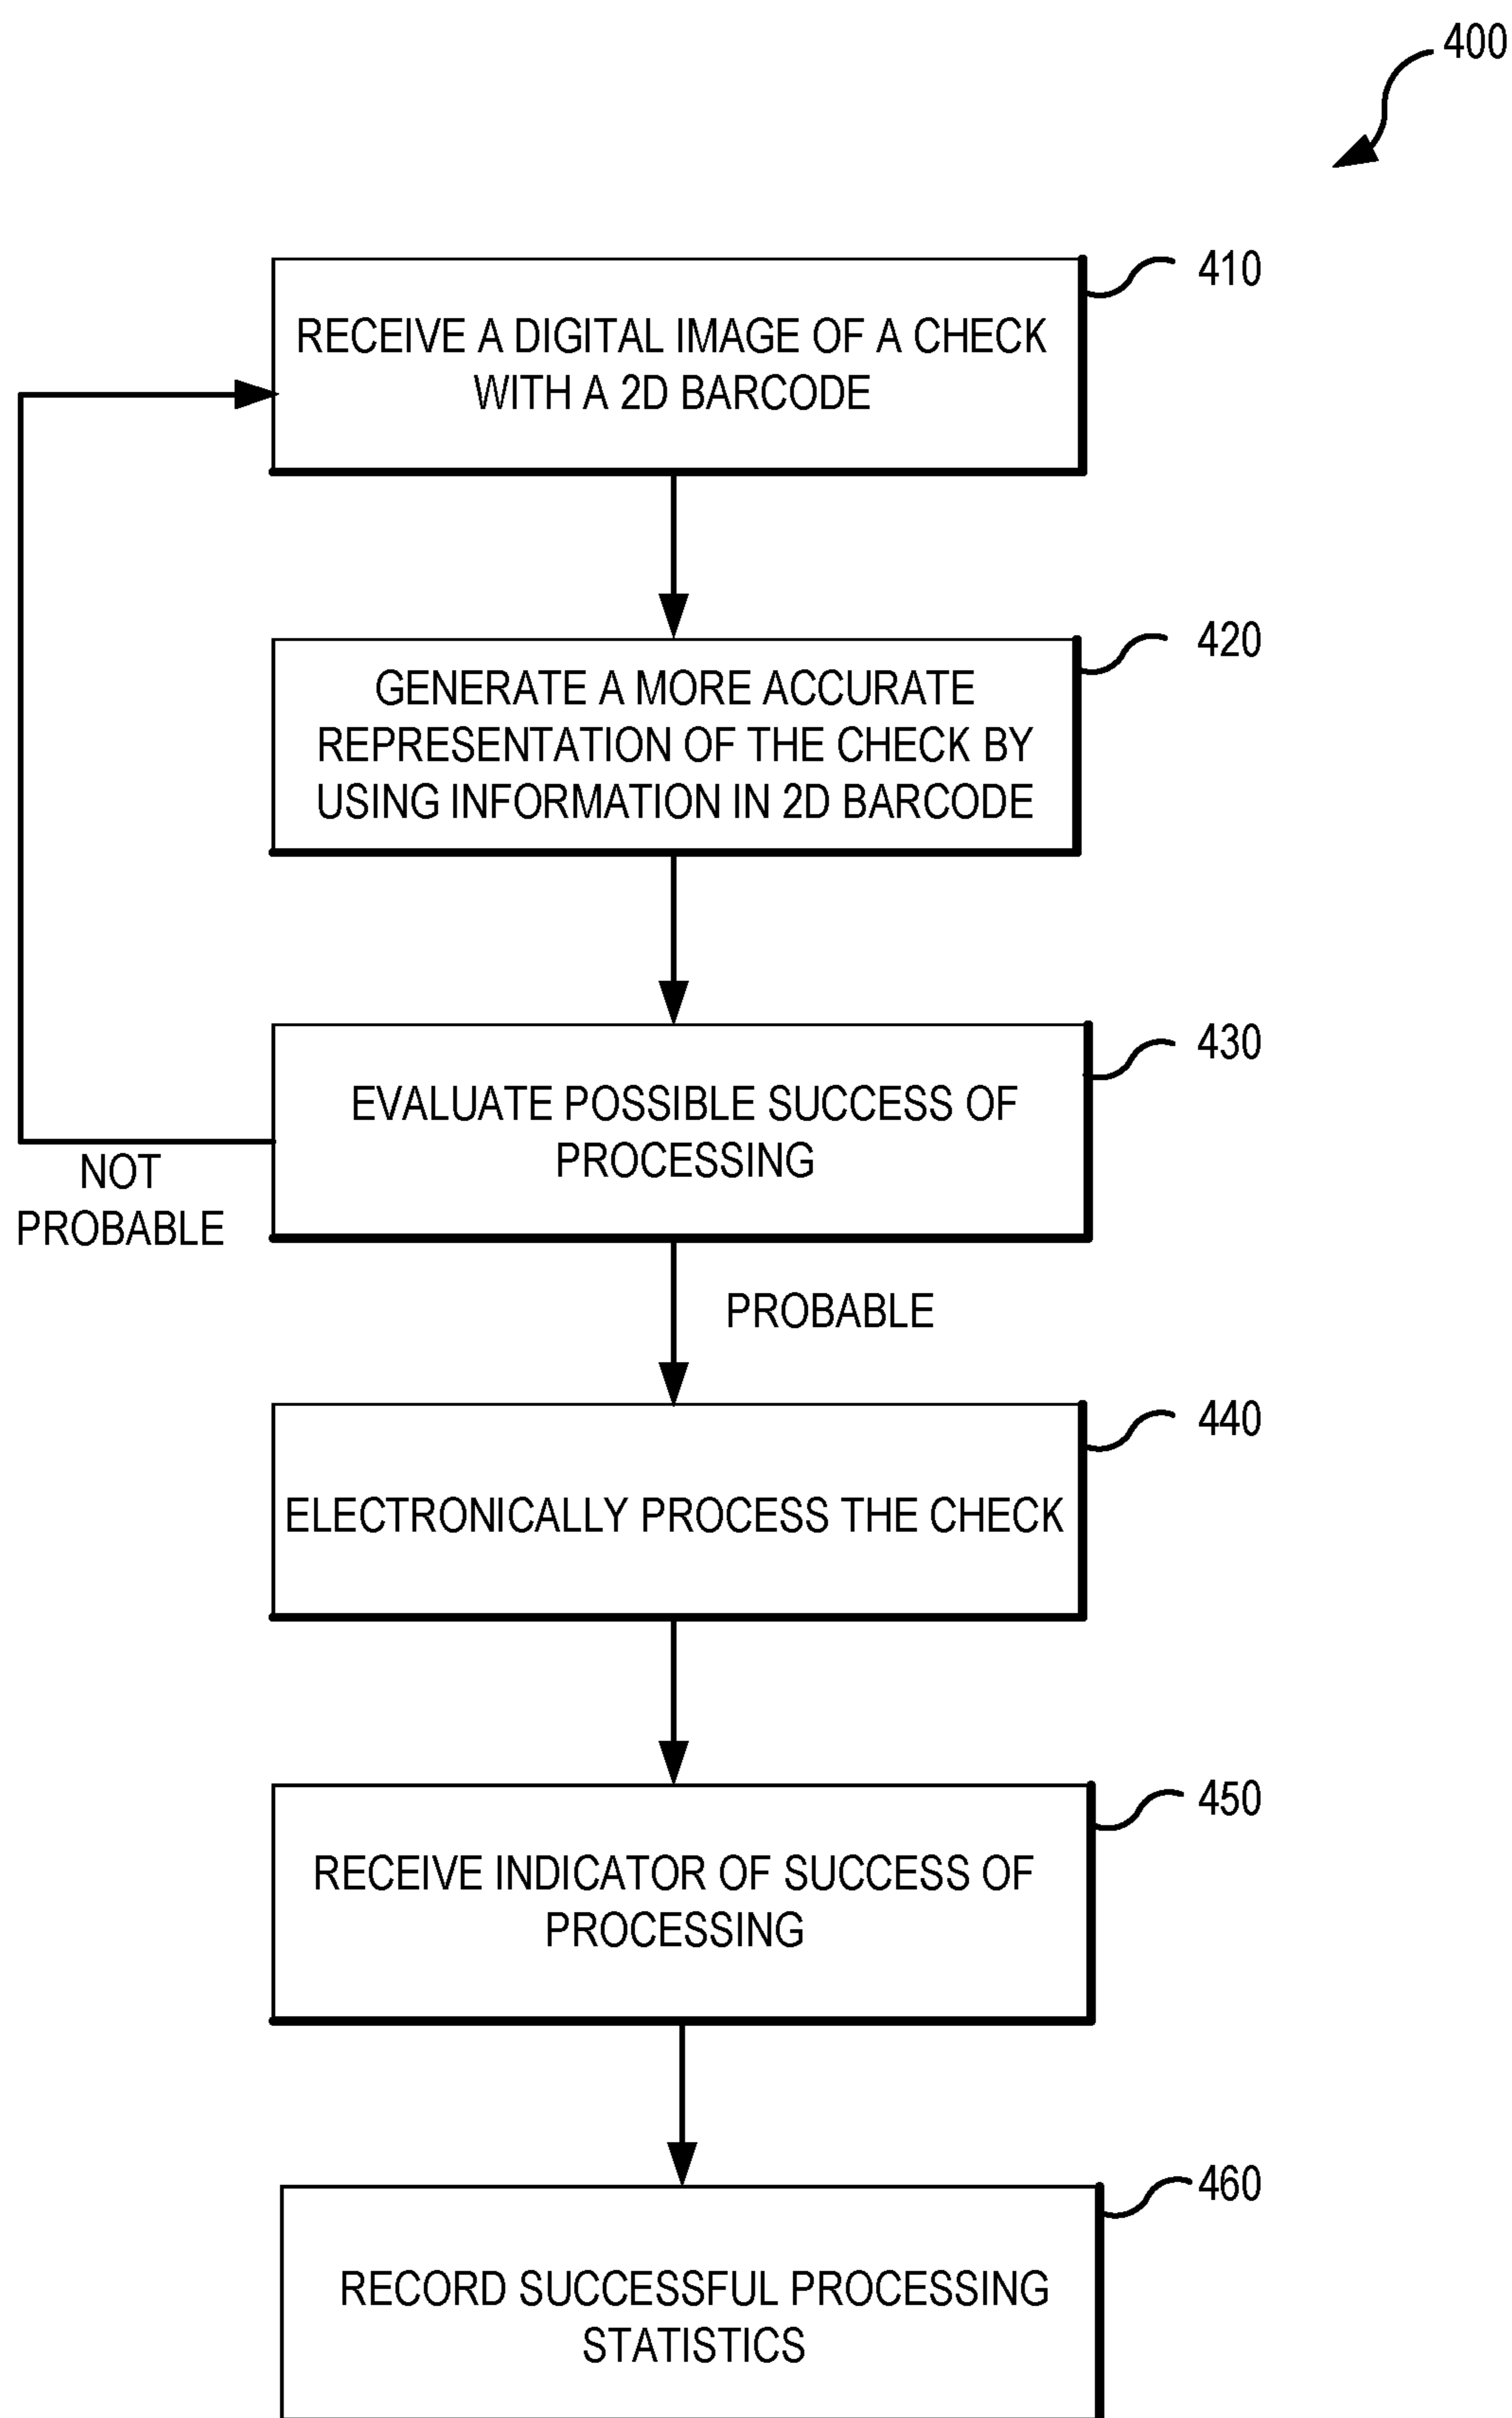 400
410
RECEIVE A DIGITAL IMAGE OF A CHECK
WITH A 2D BARCODE
420
GENERATE A MORE ACCURATE
REPRESENTATION OF THE CHECK BY
USING INFORMATION IN 2D BARCODE
430
EVALUATE POSSIBLE SUCCESS OF
PROCESSING
NOT
PROBABLE
PROBABLE
440
ELECTRONICALLY PROCESS THE CHECK
450
RECEIVE INDICATOR OF SUCCESS OF
PROCESSING
460
RECORD SUCCESSFUL PROCESSING
STATISTICS